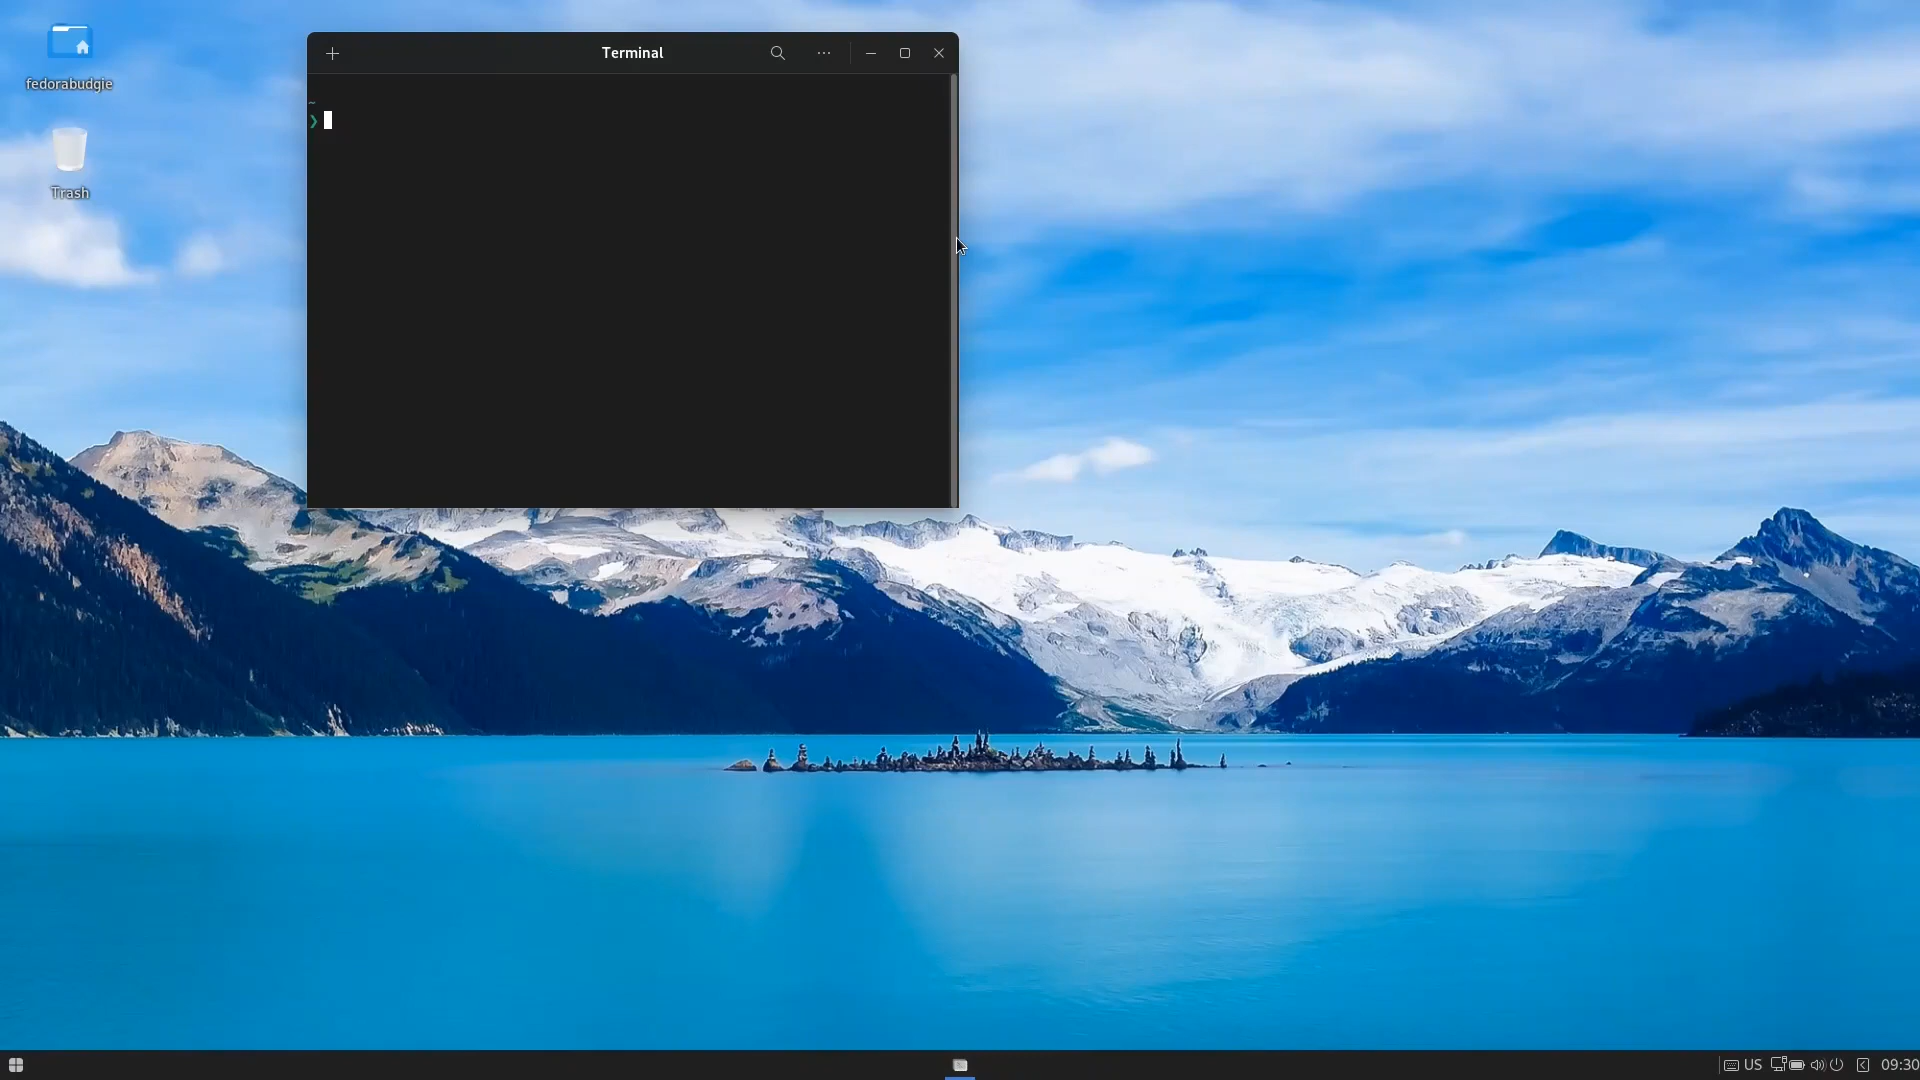 Terminal
fedorabudgie
~
❯
Trash
US
09:30